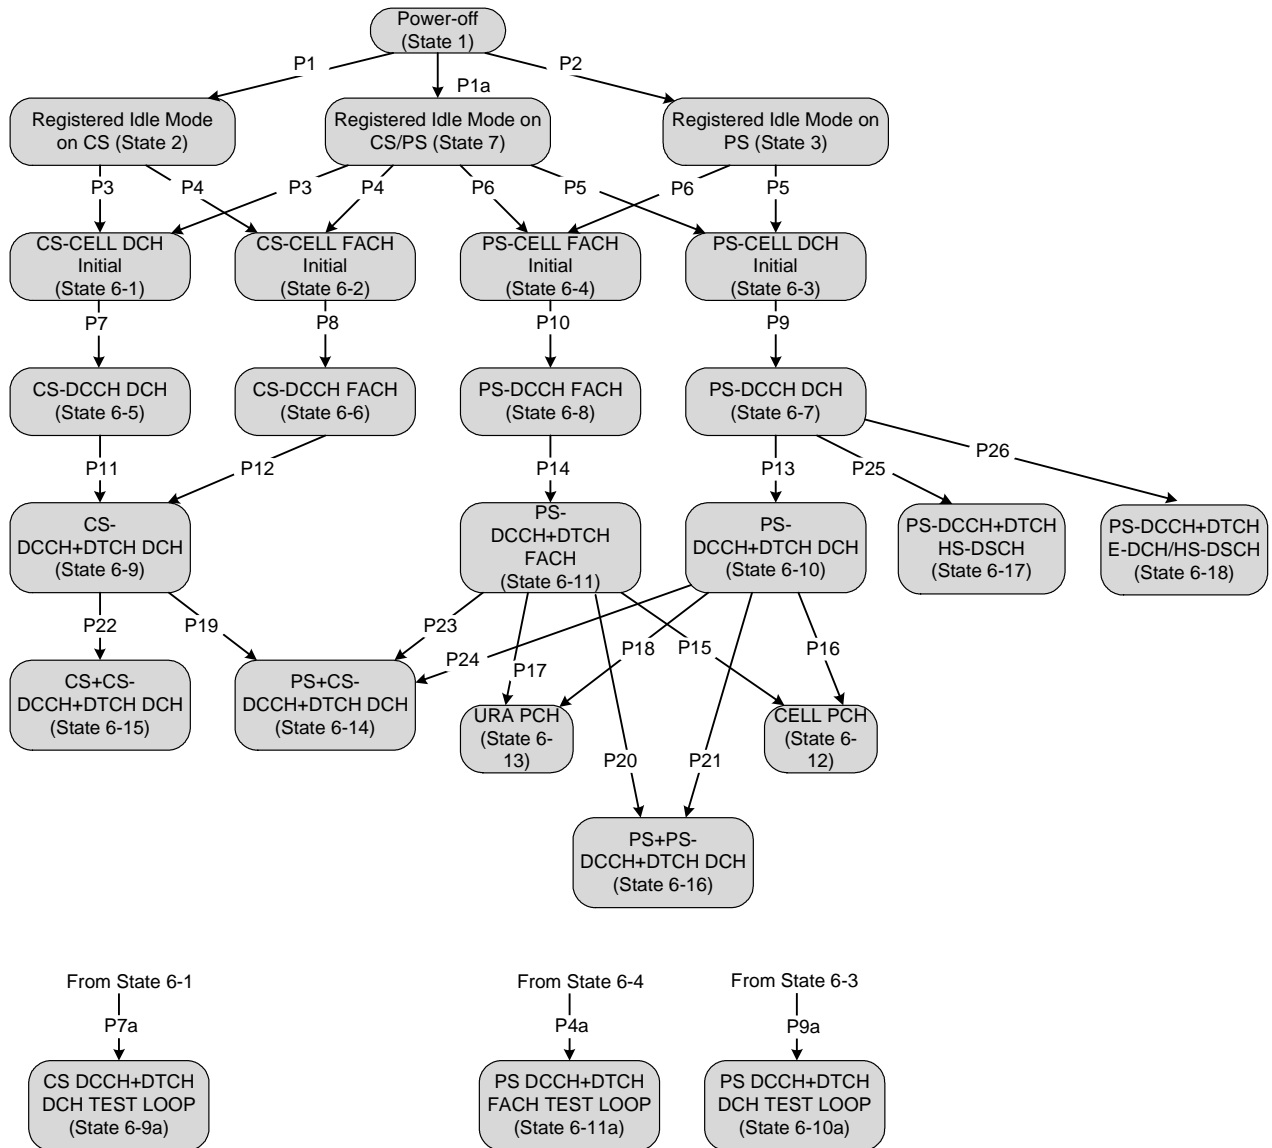 Power-off
(State 1)
P1
P1a
P2
Registered Idle Mode
on CS (State 2)
Registered Idle Mode on
CS/PS (State 7)
Registered Idle Mode on
PS (State 3)
P3
P4
P3
P4
P6
P5
P6
P5
CS-CELL DCH
Initial
(State 6-1)
CS-CELL FACH
Initial
(State 6-2)
PS-CELL FACH
Initial
(State 6-4)
PS-CELL DCH
Initial
(State 6-3)
P7
P8
P10
P9
CS-DCCH DCH
(State 6-5)
CS-DCCH FACH
(State 6-6)
PS-DCCH FACH
(State 6-8)
PS-DCCH DCH
(State 6-7)
P11
P12
P14
P13
P25
P26
CS-
DCCH+DTCH DCH
(State 6-9)
PS-
DCCH+DTCH
FACH
(State 6-11)
PS-
DCCH+DTCH DCH
(State 6-10)
PS-DCCH+DTCH
HS-DSCH
(State 6-17)
PS-DCCH+DTCH
E-DCH/HS-DSCH
(State 6-18)
P22
P19
P23
P24
P17
P18
P15
P16
CS+CS-
DCCH+DTCH DCH
(State 6-15)
PS+CS-
DCCH+DTCH DCH
(State 6-14)
URA PCH
(State 6-
13)
CELL PCH
(State 6-
12)
P20
P21
PS+PS-
DCCH+DTCH DCH
(State 6-16)
From State 6-1
P7a
CS DCCH+DTCH
DCH TEST LOOP
(State 6-9a)
From State 6-4
P4a
PS DCCH+DTCH
FACH TEST LOOP
(State 6-11a)
From State 6-3
P9a
PS DCCH+DTCH
DCH TEST LOOP
(State 6-10a)